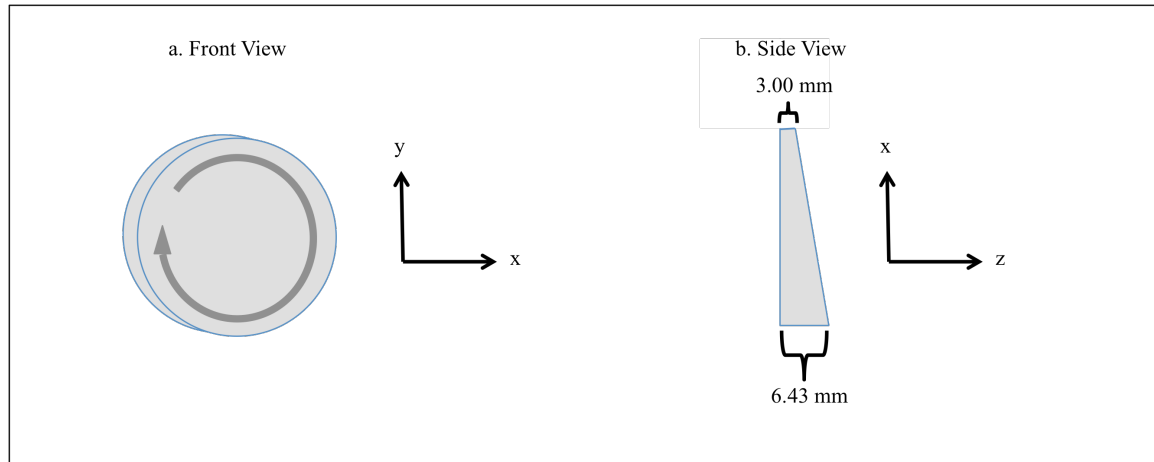 a. Front View
b. Side View
3.00 mm
y
x
x
z
6.43 mm